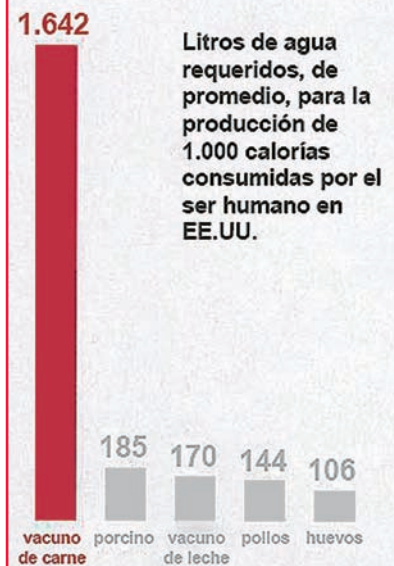 1.642
Litros de agua
requeridos, de
promedio, para la
producción de
1.000 calorías
consumidas por el
ser humano en
EE.UU.
185
170
144
106
vacuno
de carne
porcino
vacuno
de leche
pollos
huevos